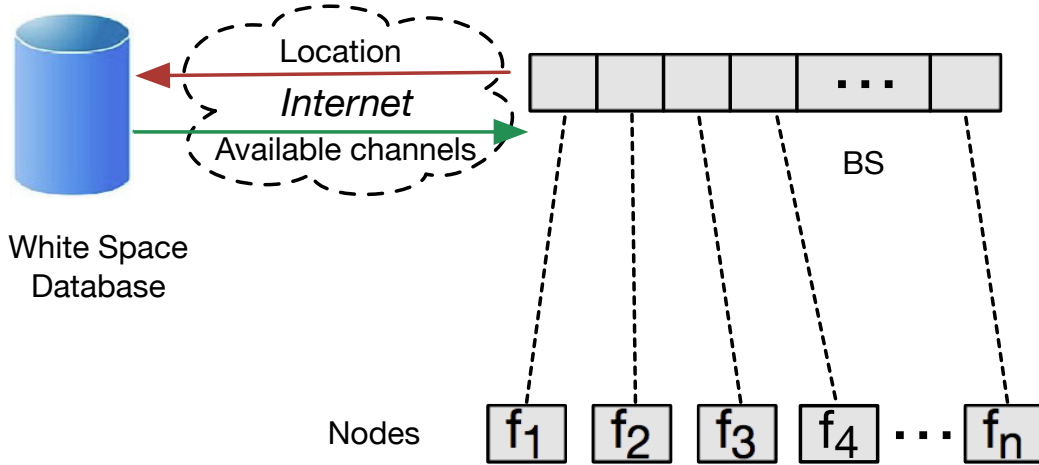 Location
Internet
Available channels
...
BS
White Space
Database
Nodes
f1 f2 f3 f4 ... fn